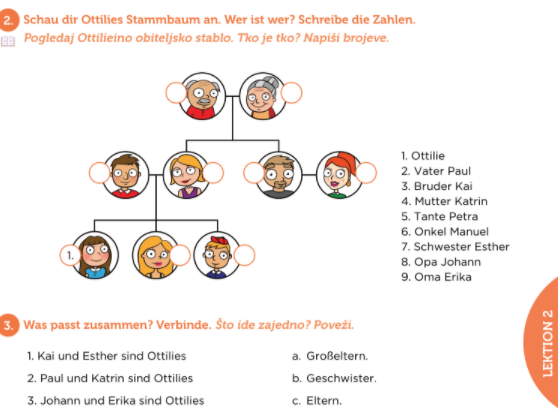 2. Schau dir Ottilies Stammbaum an. Wer ist wer? Schreibe die Zahlen.
Pogledaj Ottilieino obiteljsko stablo. Tko je tko? Napiši brojeve.
1.
1. Ottilie
2. Vater Paul
3. Bruder Kai
4. Mutter Katrin
5. Tante Petra
6. Onkel Manuel
7. Schwester Esther
8. Opa Johann
9. Oma Erika
3. Was passt zusammen? Verbinde. Što ide zajedno? Poveži.
1. Kai und Esther sind Ottilies
a. Großeltern.
2. Paul und Katrin sind Ottilies
b. Geschwister.
3. Johann und Erika sind Ottilies
c. Eltern.
LEKTION 2